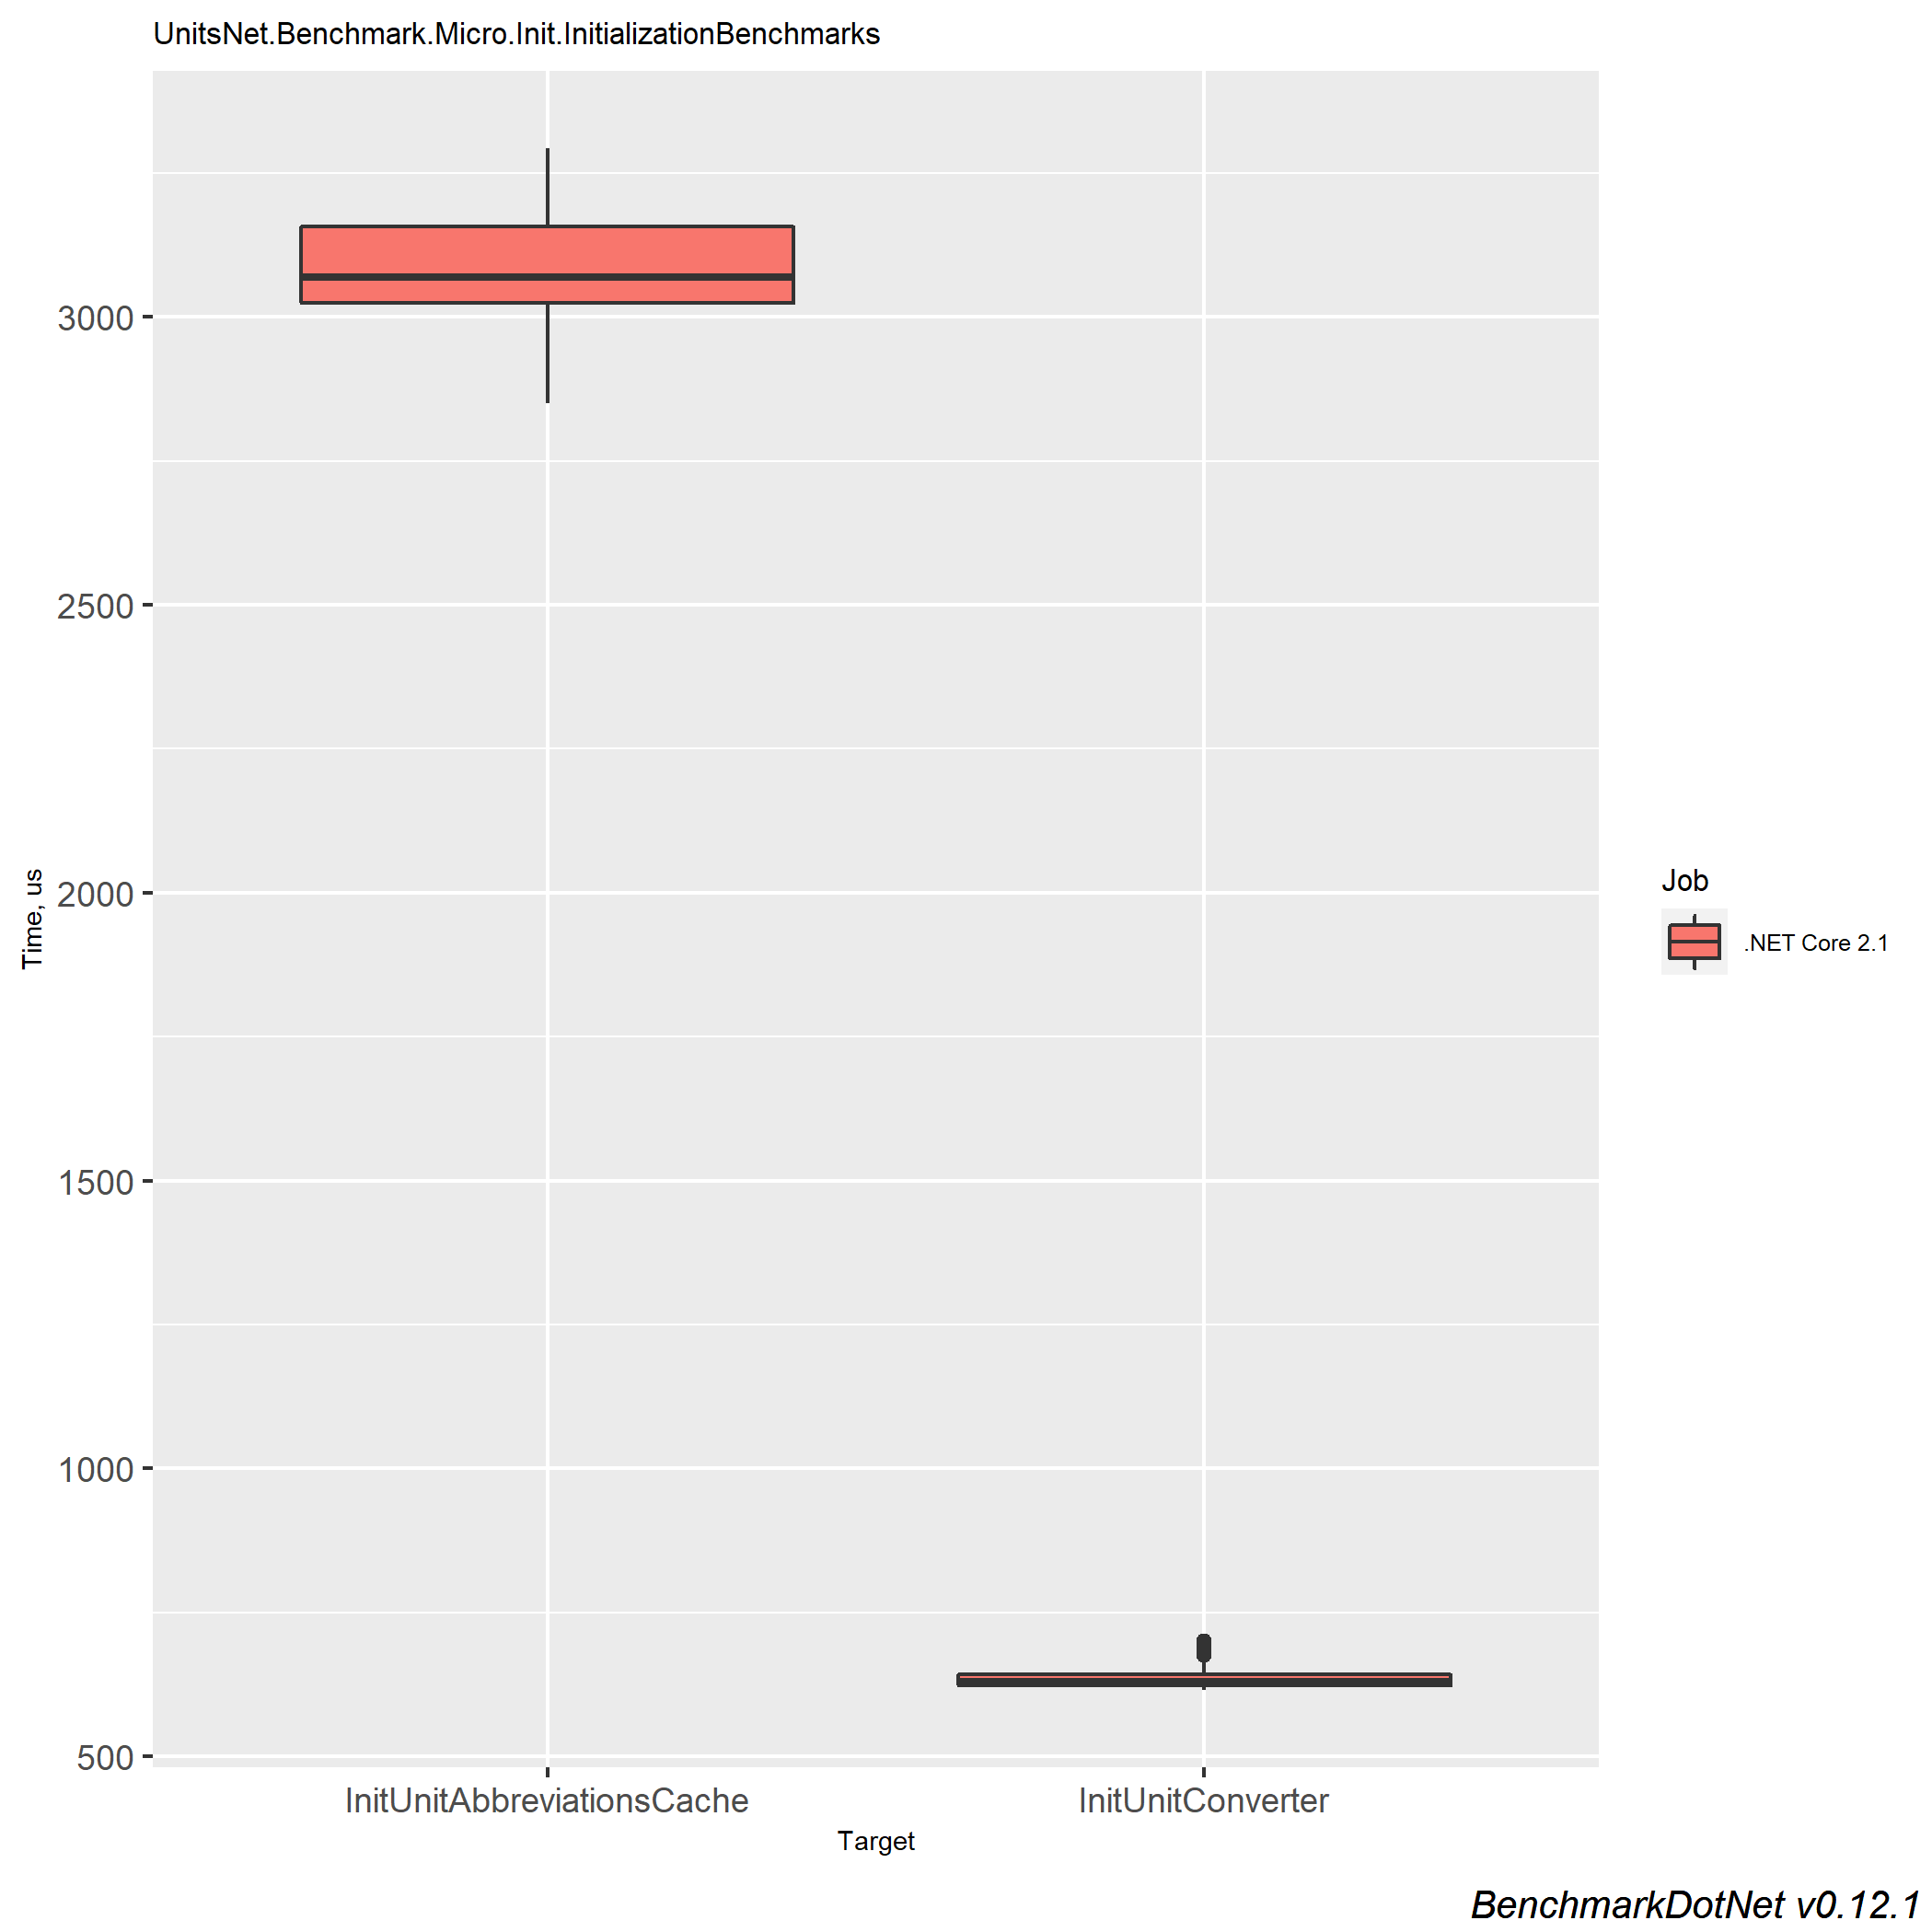 UnitsNet.Benchmark.Micro.Init.InitializationBenchmarks
3000
2500
2000
1500
1000
500
Time, us
InitUnitAbbreviationsCache
InitUnitConverter
Target
Job
.NET Core 2.1
BenchmarkDotNet v0.12.1